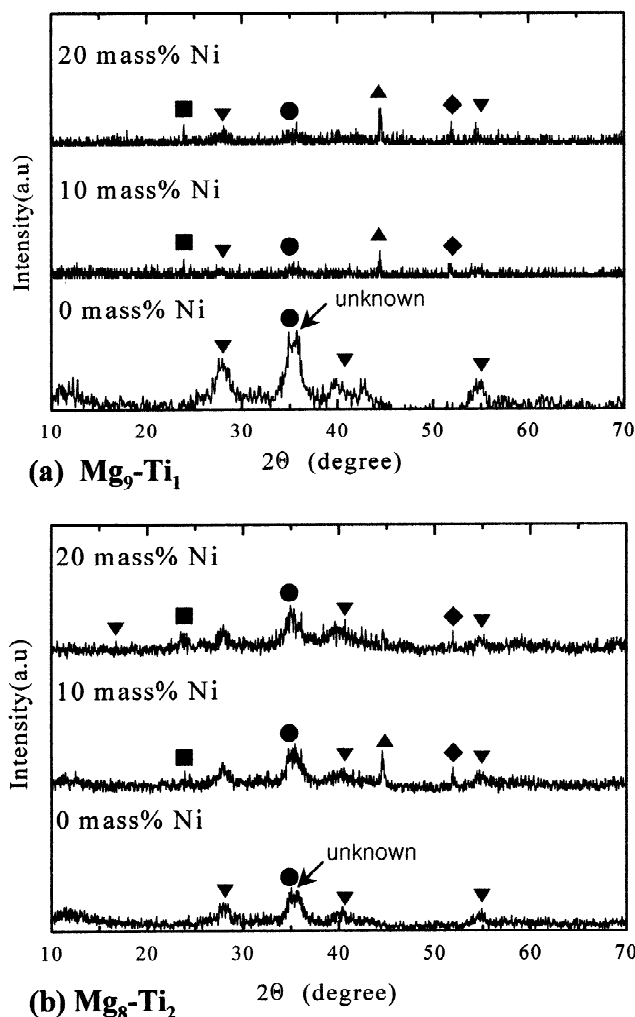 20 mass% Ni
10 mass% Ni
0 mass% Ni
unknown
Intensity(a.u)
10 20 30 40 50 60 70
2Θ (degree)
(a) Mg₉-Ti₁
20 mass% Ni
10 mass% Ni
0 mass% Ni
unknown
Intensity(a.u)
10 20 30 40 50 60 70
2Θ (degree)
(b) Mg₈-Ti₂